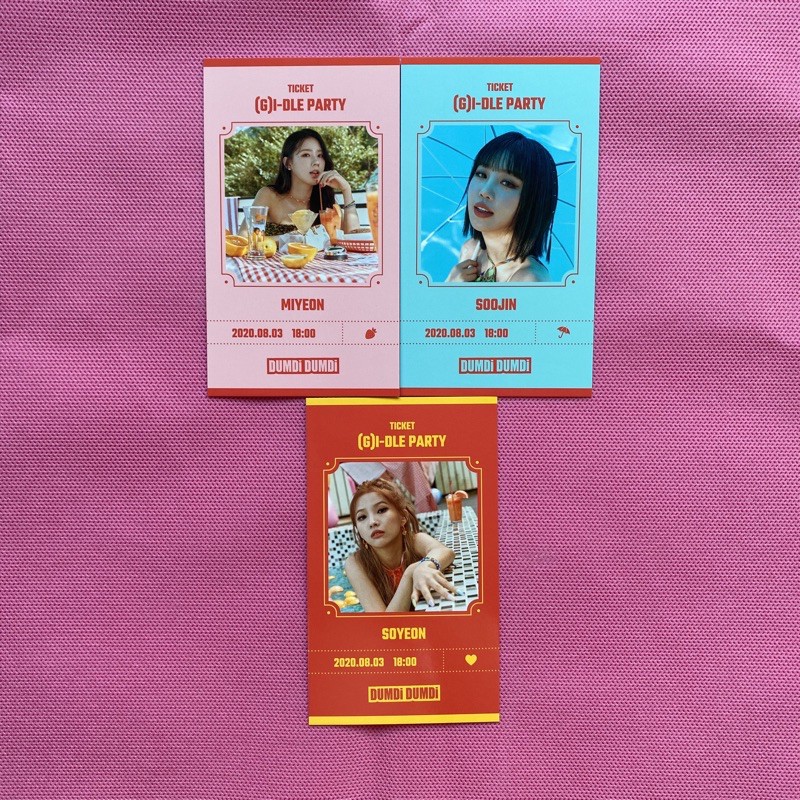 TICKET
(G)I-DLE PARTY
MIYEON
2020.08.03 18:00
DUMDi DUMDi
TICKET
(G)I-DLE PARTY
SOOJIN
2020.08.03 18:00
DUMDi DUMDi
TICKET
(G)I-DLE PARTY
SOYEON
2020.08.03 18:00
DUMDi DUMDi